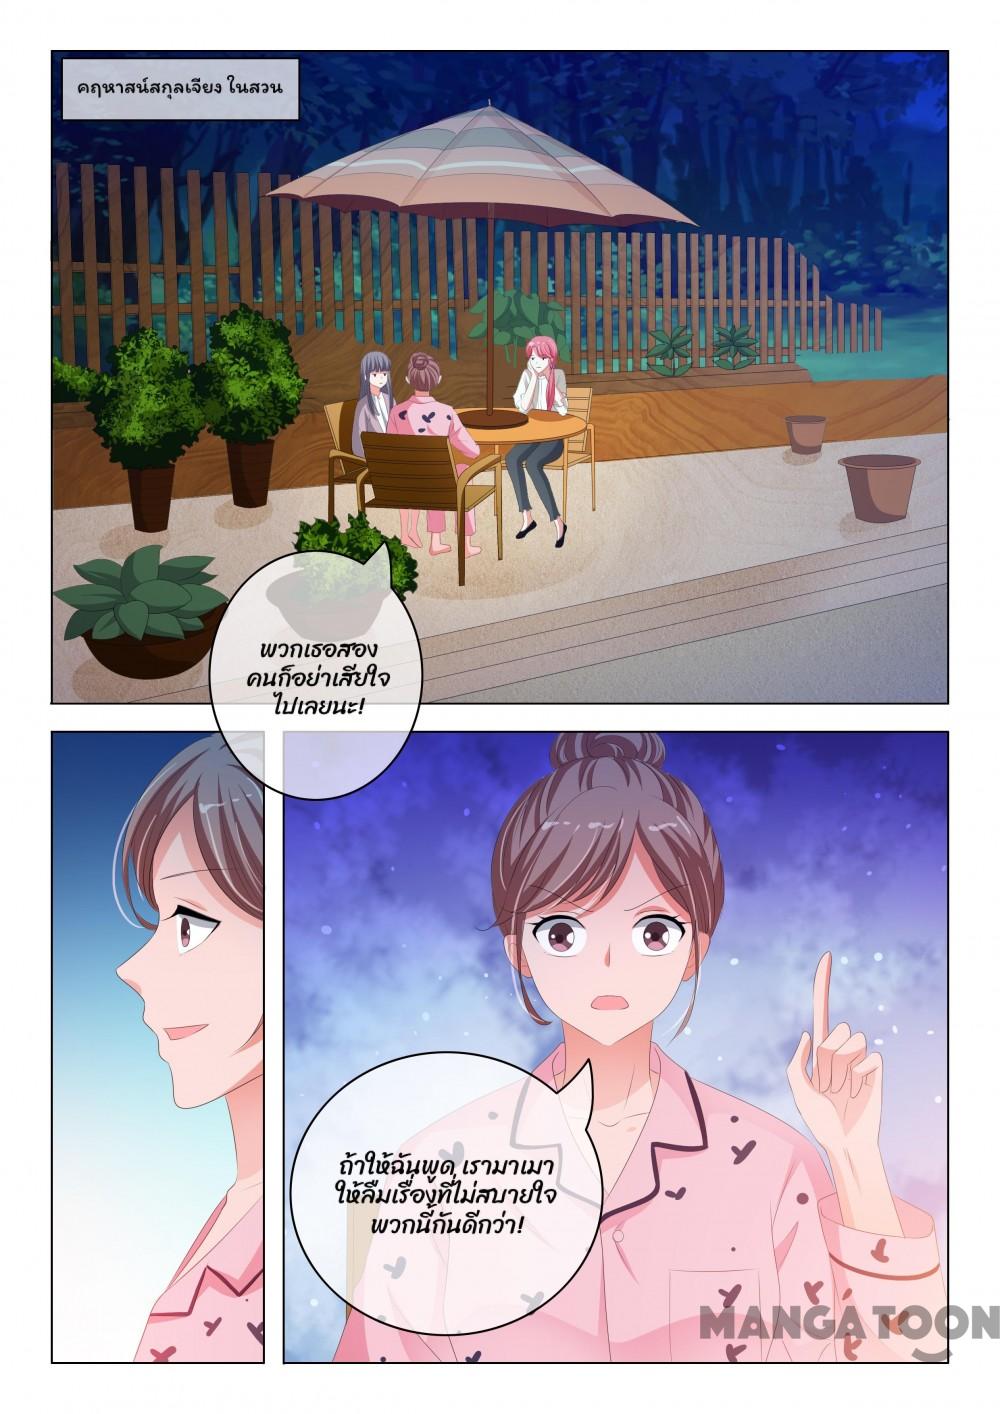 คฤหาสน์สกุลเจียง ในสวน
พวกเธอสอง
คนก็อย่าเสียใจ
ไปเลยนะ!
ถ้าให้ฉันพูด เรามาเมา
ให้ลืมเรื่องที่ไม่สบายใจ
พวกนี้กันดีกว่า!
MANGATOON